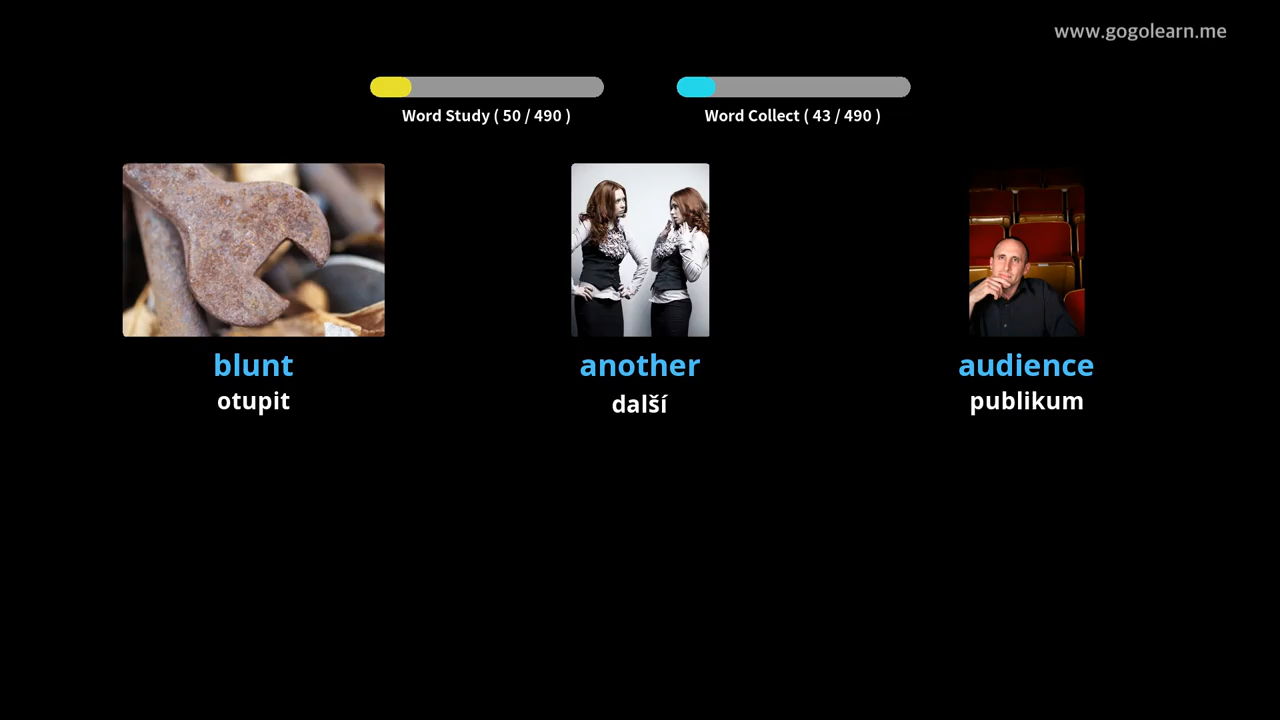 www.gogolearn.me
Word Study ( 50 / 490 )
Word Collect ( 43 / 490 )
blunt
otupit
another
další
audience
publikum